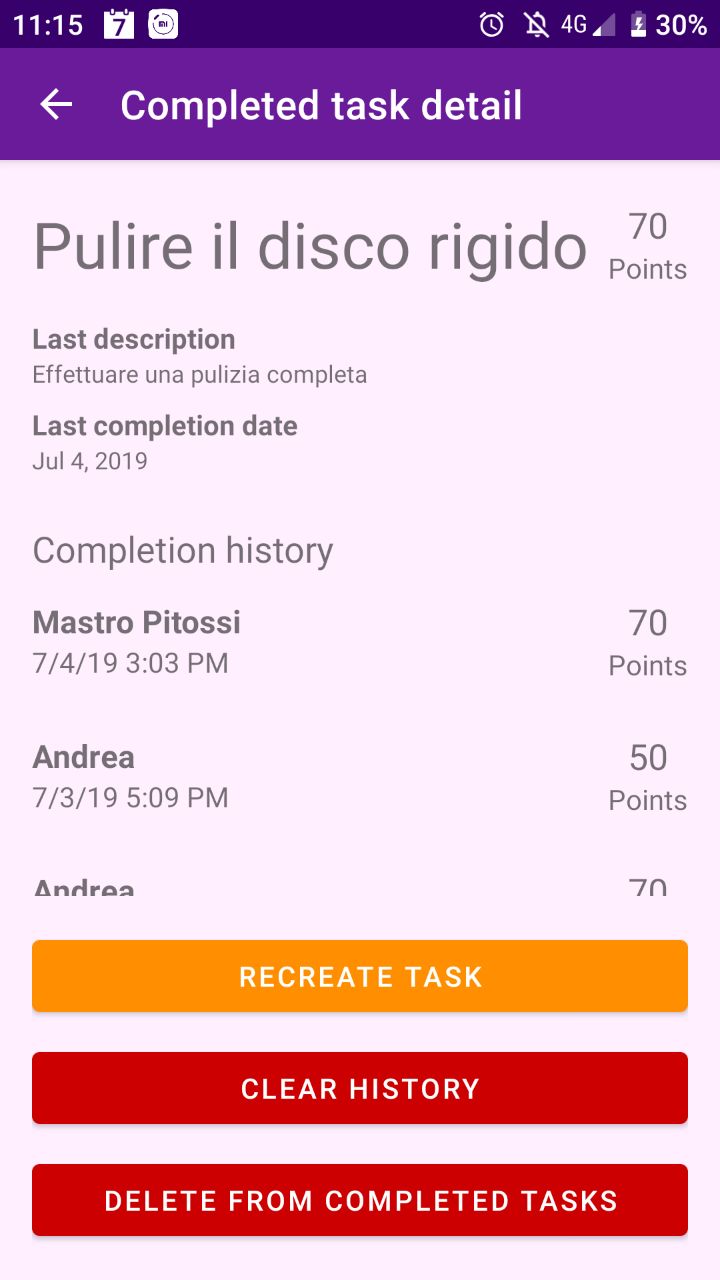 11:15 7 4G 30%
Completed task detail
Pulire il disco rigido
70
Points
Last description
Effettuare una pulizia completa
Last completion date
Jul 4, 2019
Completion history
Mastro Pitossi
70
7/4/19 3:03 PM
Points
Andrea
50
7/3/19 5:09 PM
Points
Andrea
70
RECREATE TASK
CLEAR HISTORY
DELETE FROM COMPLETED TASKS